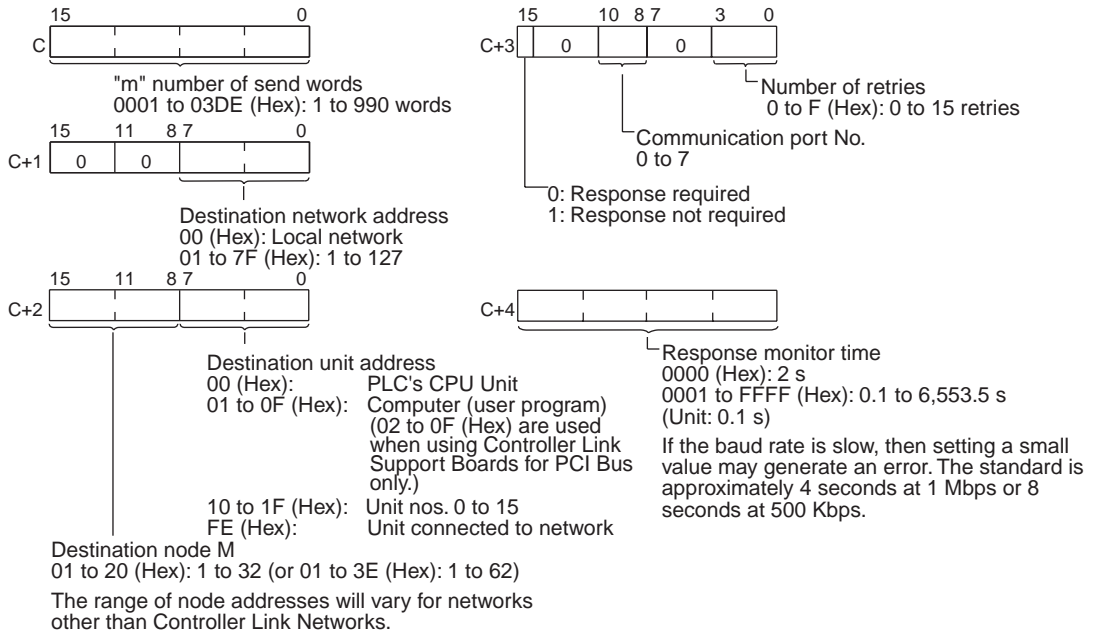 15 0
C
"m" number of send words
0001 to 03DE (Hex): 1 to 990 words
15 11 8 7 0
C+1 0 0
Destination network address
00 (Hex): Local network
01 to 7F (Hex): 1 to 127
15 11 8 7 0
C+2
Destination unit address
00 (Hex): PLC's CPU Unit
01 to 0F (Hex): Computer (user program)
(02 to 0F (Hex) are used
when using Controller Link
Support Boards for PCI Bus
only.)
10 to 1F (Hex): Unit nos. 0 to 15
FE (Hex): Unit connected to network
Destination node M
01 to 20 (Hex): 1 to 32 (or 01 to 3E (Hex): 1 to 62)
The range of node addresses will vary for networks
other than Controller Link Networks.
15 10 8 7 3 0
C+3 0 0
Number of retries
0 to F (Hex): 0 to 15 retries
Communication port No.
0 to 7
0: Response required
1: Response not required
C+4
Response monitor time
0000 (Hex): 2 s
0001 to FFFF (Hex): 0.1 to 6,553.5 s
(Unit: 0.1 s)
If the baud rate is slow, then setting a small
value may generate an error. The standard is
approximately 4 seconds at 1 Mbps or 8
seconds at 500 Kbps.